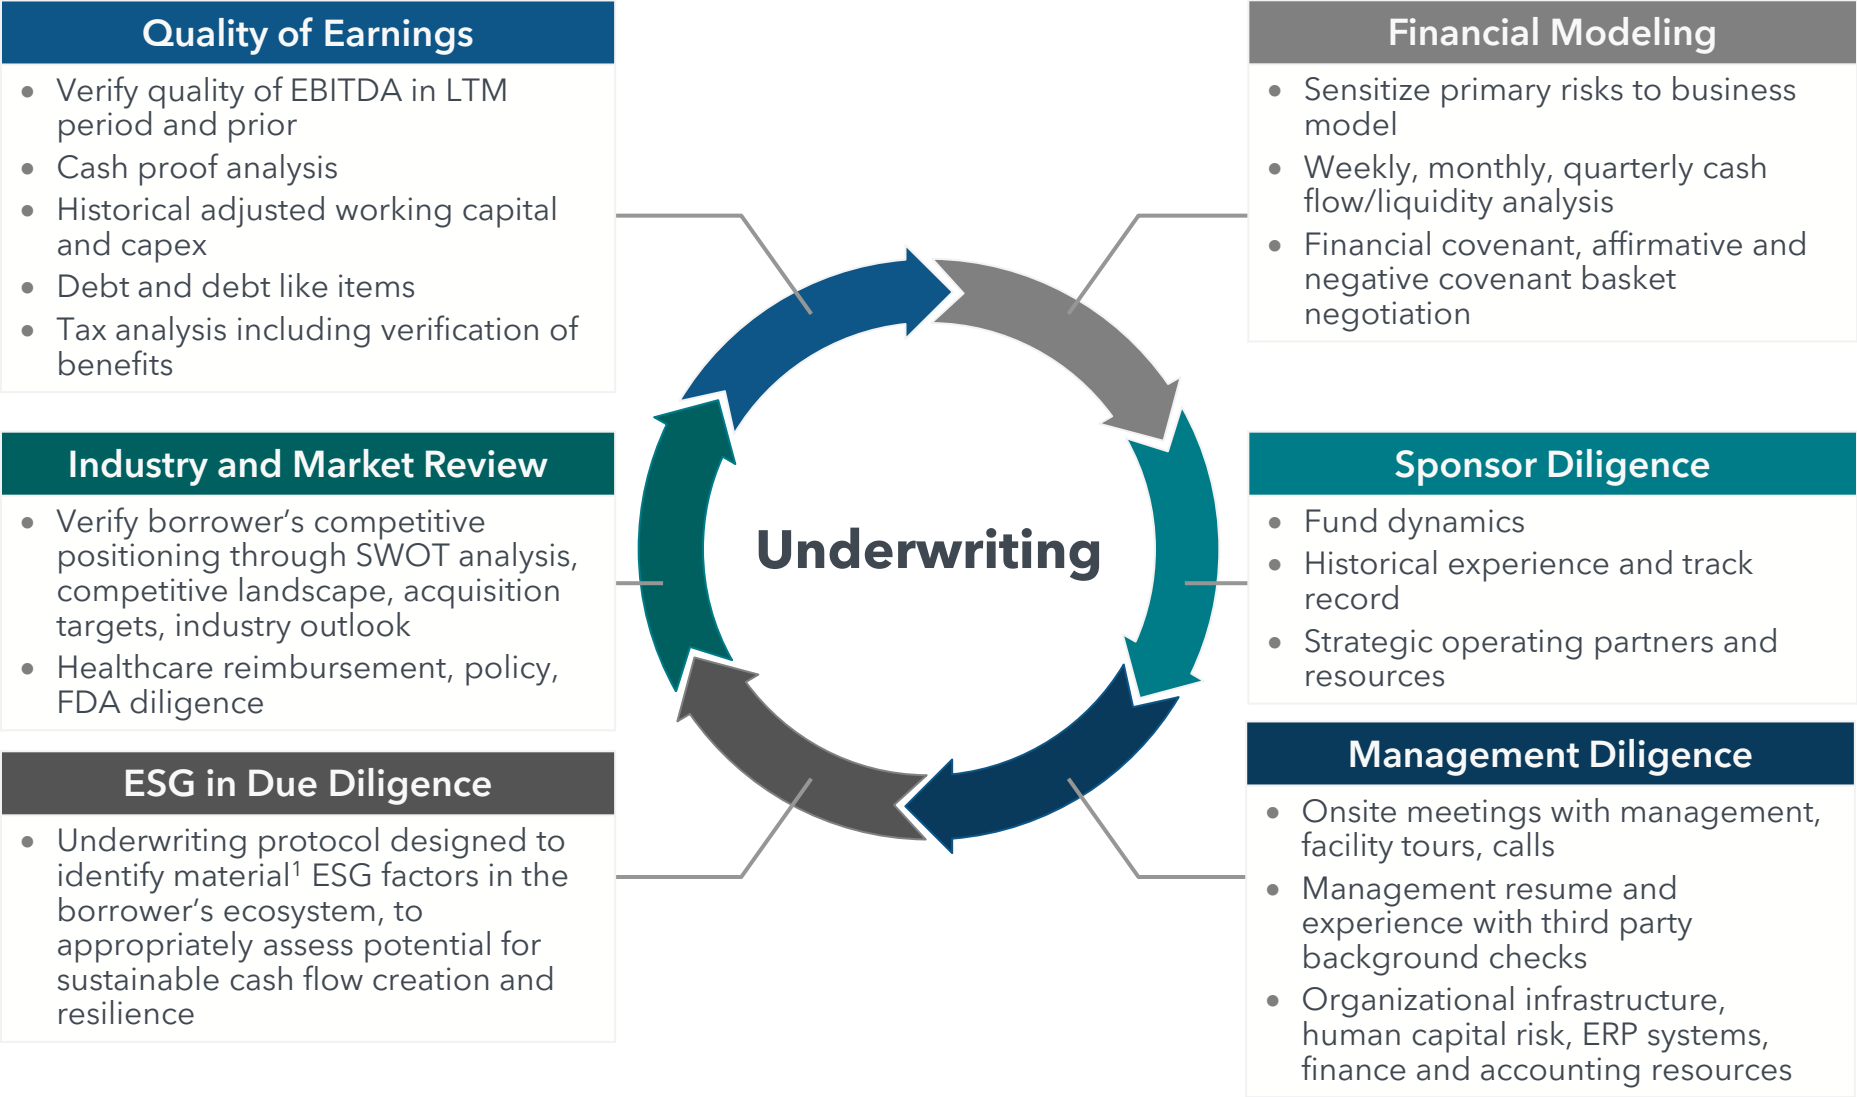 Quality of Earnings
• Verify quality of EBITDA in LTM
period and prior
• Cash proof analysis
• Historical adjusted working capital
and capex
• Debt and debt like items
• Tax analysis including verification of
benefits
Financial Modeling
• Sensitize primary risks to business
model
• Weekly, monthly, quarterly cash
flow/liquidity analysis
• Financial covenant, affirmative and
negative covenant basket
negotiation
Industry and Market Review
• Verify borrower’s competitive
positioning through SWOT analysis,
competitive landscape, acquisition
targets, industry outlook
• Healthcare reimbursement, policy,
FDA diligence
Underwriting
Sponsor Diligence
• Fund dynamics
• Historical experience and track
record
• Strategic operating partners and
resources
ESG in Due Diligence
• Underwriting protocol designed to
identify material¹ ESG factors in the
borrower’s ecosystem, to
appropriately assess potential for
sustainable cash flow creation and
resilience
Management Diligence
• Onsite meetings with management,
facility tours, calls
• Management resume and
experience with third party
background checks
• Organizational infrastructure,
human capital risk, ERP systems,
finance and accounting resources